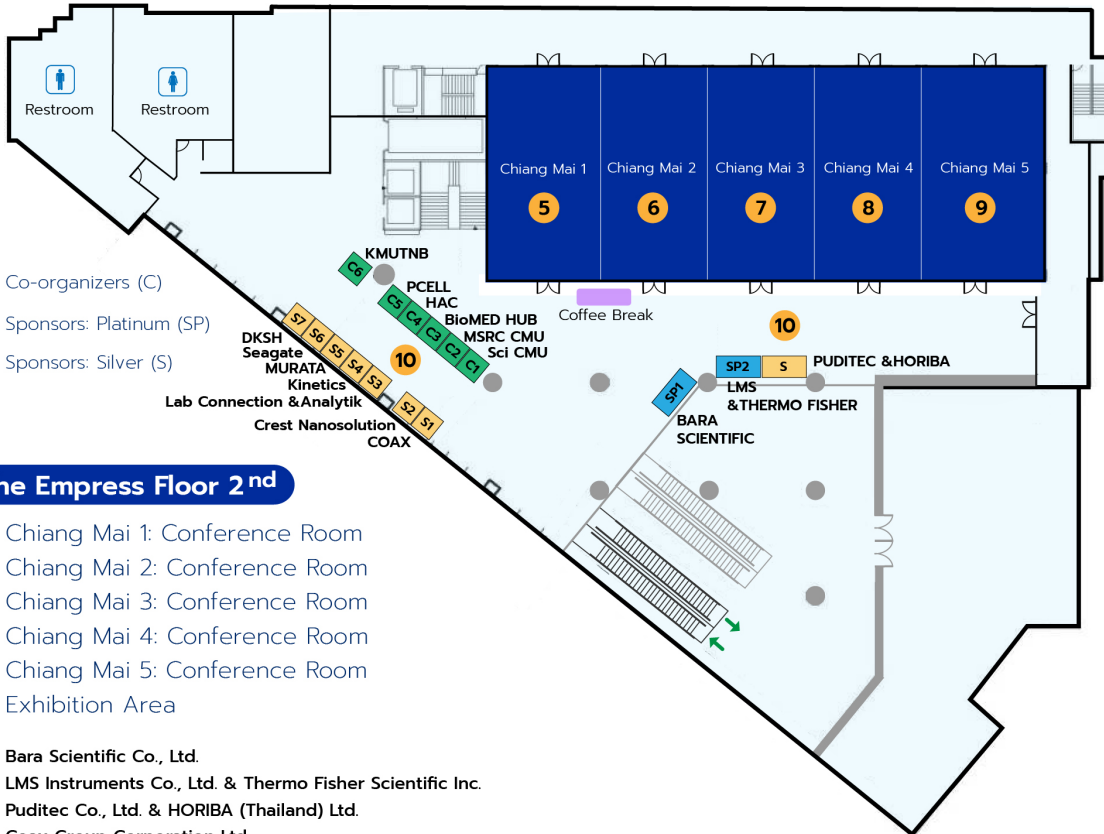 Restroom
Restroom
Chiang Mai 1
Chiang Mai 2
Chiang Mai 3
Chiang Mai 4
Chiang Mai 5
5
6
7
8
9
Co-organizers (C)
Sponsors: Platinum (SP)
Sponsors: Silver (S)
KMUTNB
C6
PCELL
HAC
BioMED HUB
MSRC CMU
Sci CMU
C5
C4
C3
C2
C1
Coffee Break
10
10
S7
S6
S5
S4
S3
S2
S1
DKSH
Seagate
MURATA
Kinetics
Lab Connection &Analytik
Crest Nanosolution
COAX
SP2
S
PUDITEC &HORIBA
LMS
&THERMO FISHER
SP1
BARA
SCIENTIFIC
Empress Floor 2nd
Chiang Mai 1: Conference Room
Chiang Mai 2: Conference Room
Chiang Mai 3: Conference Room
Chiang Mai 4: Conference Room
Chiang Mai 5: Conference Room
Exhibition Area
Bara Scientific Co., Ltd.
LMS Instruments Co., Ltd. & Thermo Fisher Scientific Inc.
Puditec Co., Ltd. & HORIBA (Thailand) Ltd.